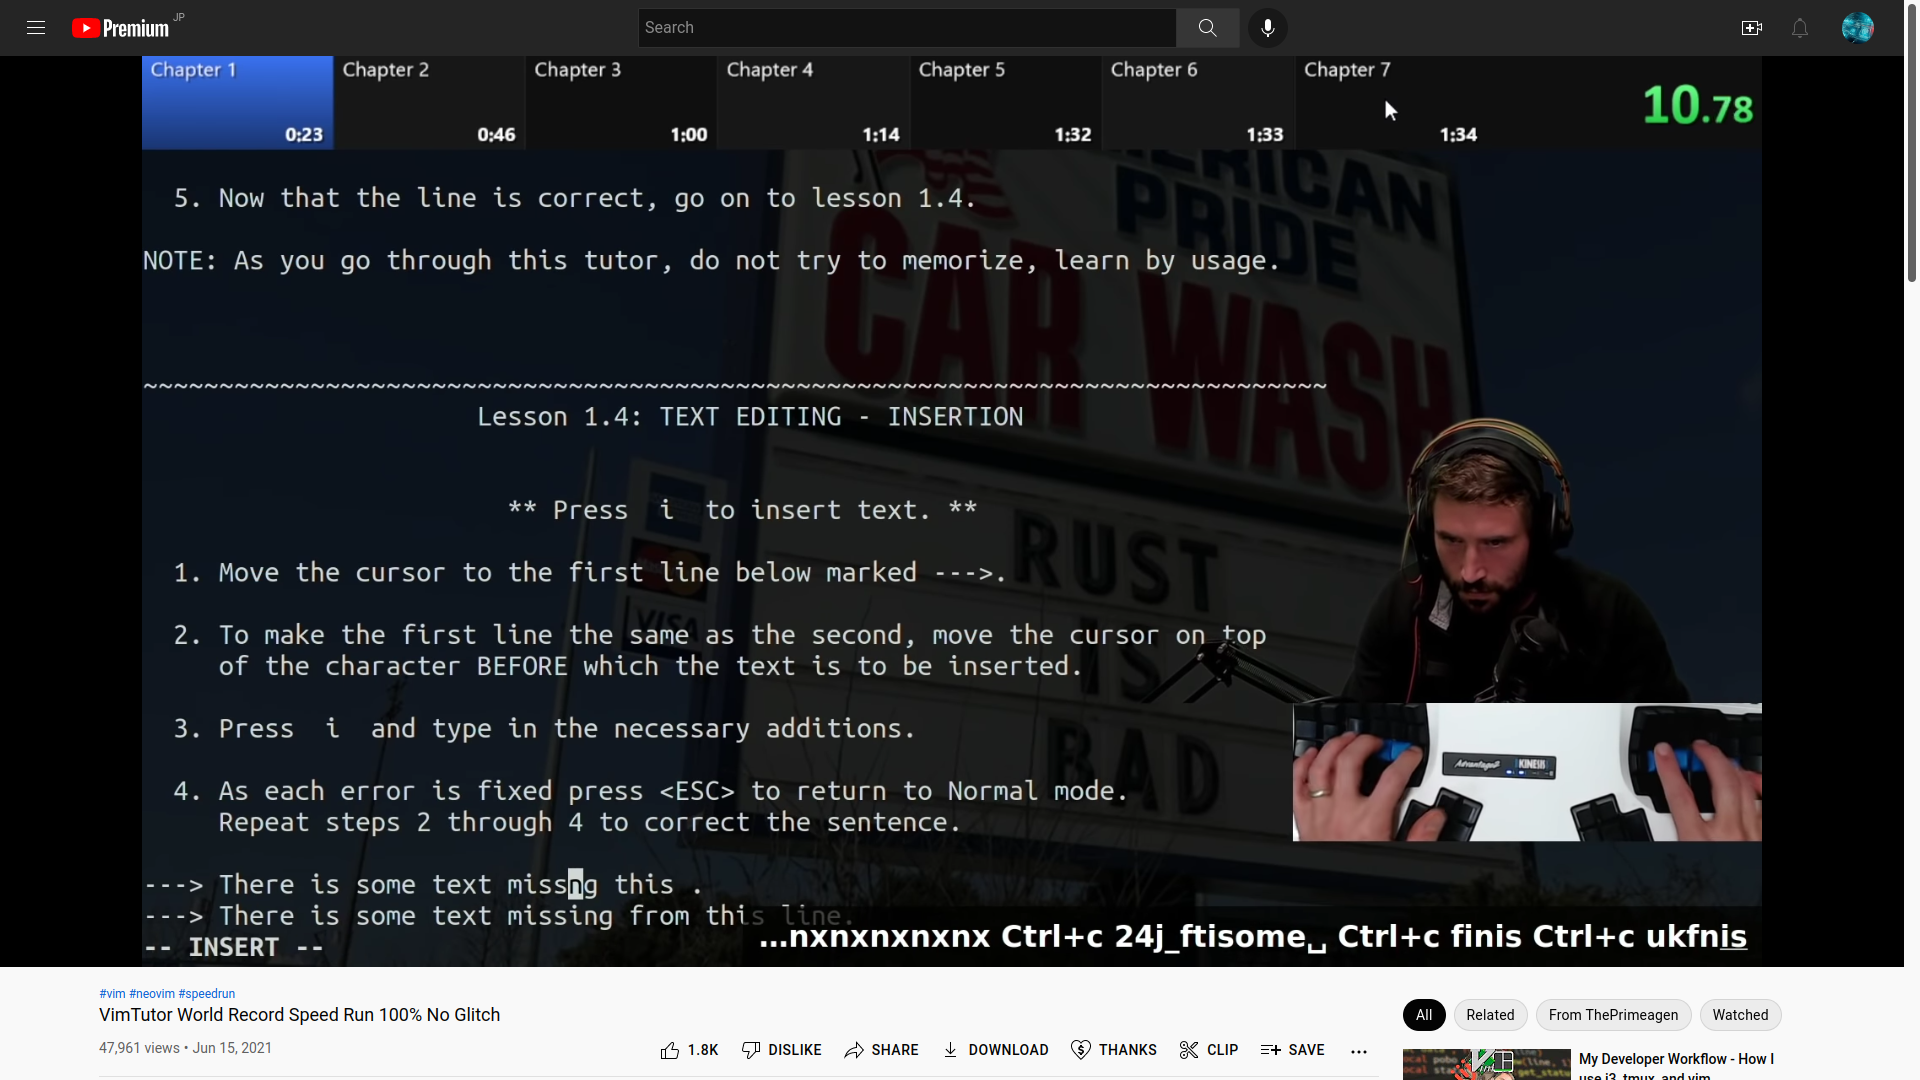 Premium JP
Search
Chapter 1
0:23
Chapter 2
0:46
Chapter 3
1:00
Chapter 4
1:14
Chapter 5
1:32
Chapter 6
1:33
Chapter 7
1:34
10.78
AMERICAN
PRIDE
CAR WASH
RUST
IS
BAD
VISA
5. Now that the line is correct, go on to lesson 1.4.
NOTE: As you go through this tutor, do not try to memorize, learn by usage.
~~~~~~~~~~~~~~~~~~~~~~~~~~~~~~~~~~~~~~~~~~~~~~~~~~~~~~~~~~~~~~~~~~~~~~~~~~~~~~
Lesson 1.4: TEXT EDITING - INSERTION
** Press  i  to insert text. **
1. Move the cursor to the first line below marked --->.
2. To make the first line the same as the second, move the cursor on top
of the character BEFORE which the text is to be inserted.
3. Press  i  and type in the necessary additions.
4. As each error is fixed press <ESC> to return to Normal mode.
Repeat steps 2 through 4 to correct the sentence.
---> There is some text missng this .
---> There is some text missing from this line.
-- INSERT --
...nxnxnxnxnx Ctrl+c 24j_ftisome␣ Ctrl+c finis Ctrl+c ukfnis
Advantage2 KINESIS
#vim #neovim #speedrun
VimTutor World Record Speed Run 100% No Glitch
47,961 views • Jun 15, 2021
1.8K DISLIKE SHARE DOWNLOAD THANKS CLIP SAVE ...
All Related From ThePrimeagen Watched
My Developer Workflow - How I
use i3, tmux, and vim